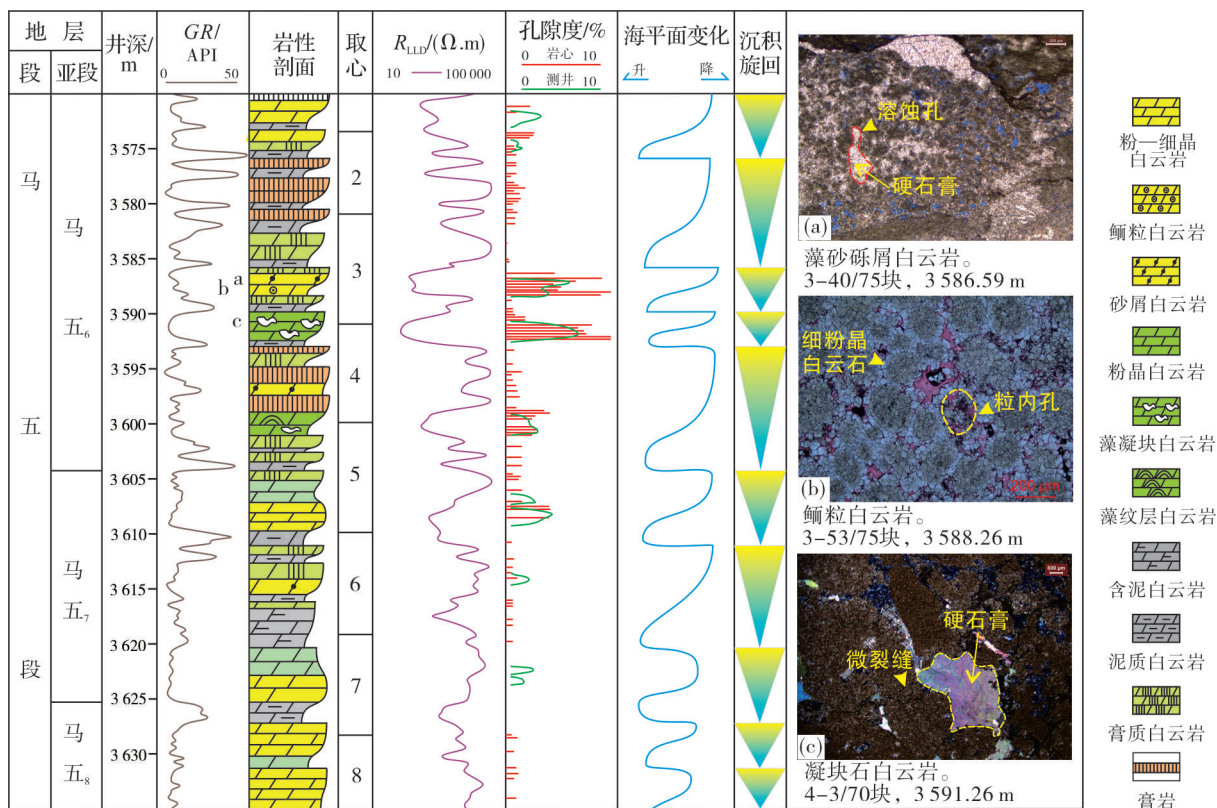 地 层
段
亚段
井深/
m
GR/
API
0 50
岩性
剖面
取
心
R_LLD/(Ω.m)
10 100 000
孔隙度/%
0 岩心 10
0 测井 10
海平面变化
升 降
沉积
旋回
马
五
段
马
五₆
马
五₇
马
五₈
3 575
3 580
3 585
3 590
3 595
3 600
3 605
3 610
3 615
3 620
3 625
3 630
a
b
c
2
3
4
5
6
7
8
溶蚀孔
硬石膏
(a)
藻砂砾屑白云岩。
3-40/75块，3 586.59 m
细粉晶
白云石
粒内孔
200 μm
(b)
鲕粒白云岩。
3-53/75块，3 588.26 m
硬石膏
微裂缝
(c)
凝块石白云岩。
4-3/70块，3 591.26 m
粉—细晶
白云岩
鲕粒白云岩
砂屑白云岩
粉晶白云岩
藻凝块白云岩
藻纹层白云岩
含泥白云岩
泥质白云岩
膏质白云岩
膏岩